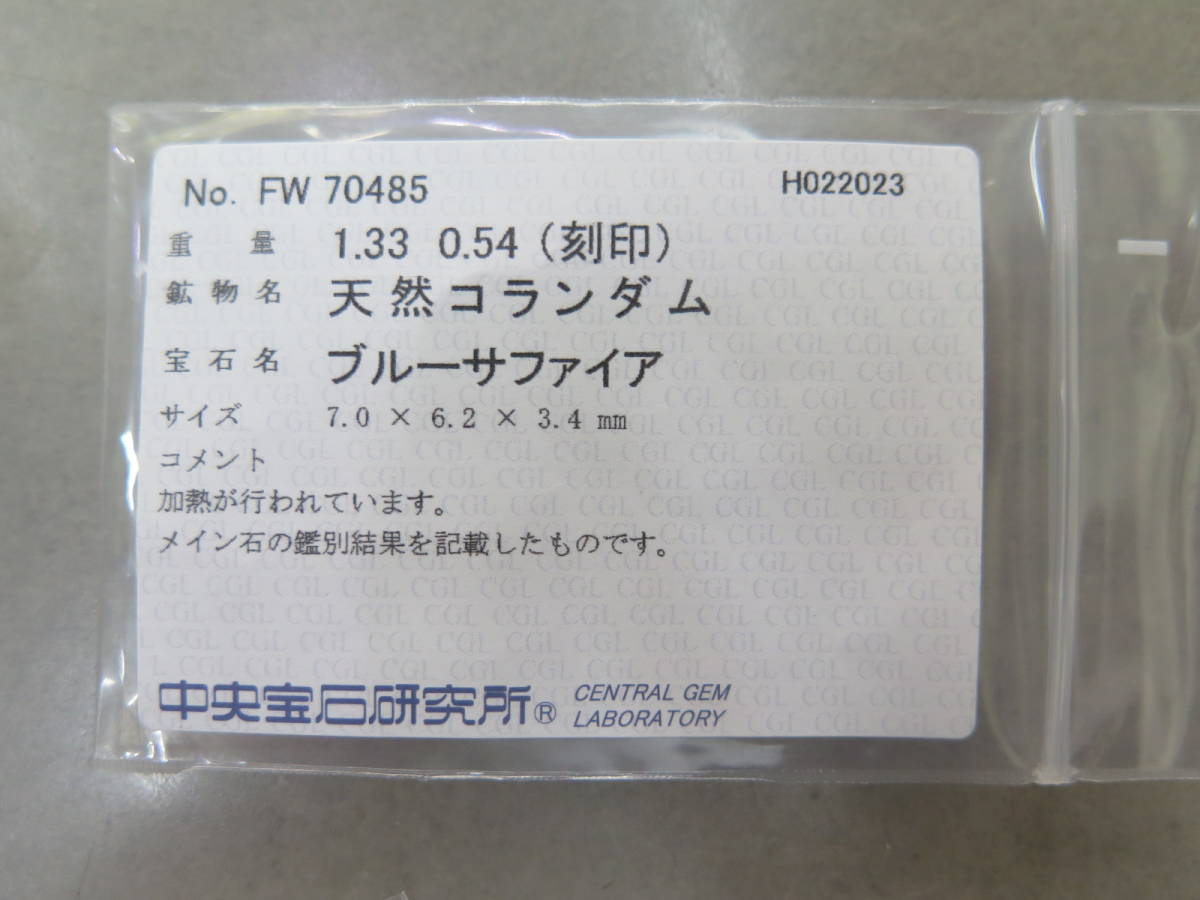 No. FW 70485 H022023
重 量 1.33 0.54 (刻印)
鉱物名 天然コランダム
宝石名 ブルーサファイア
サイズ 7.0 × 6.2 × 3.4 mm
コメント
加熱が行われています。
メイン石の鑑別結果を記載したものです。
中央宝石研究所® CENTRAL GEM
LABORATORY